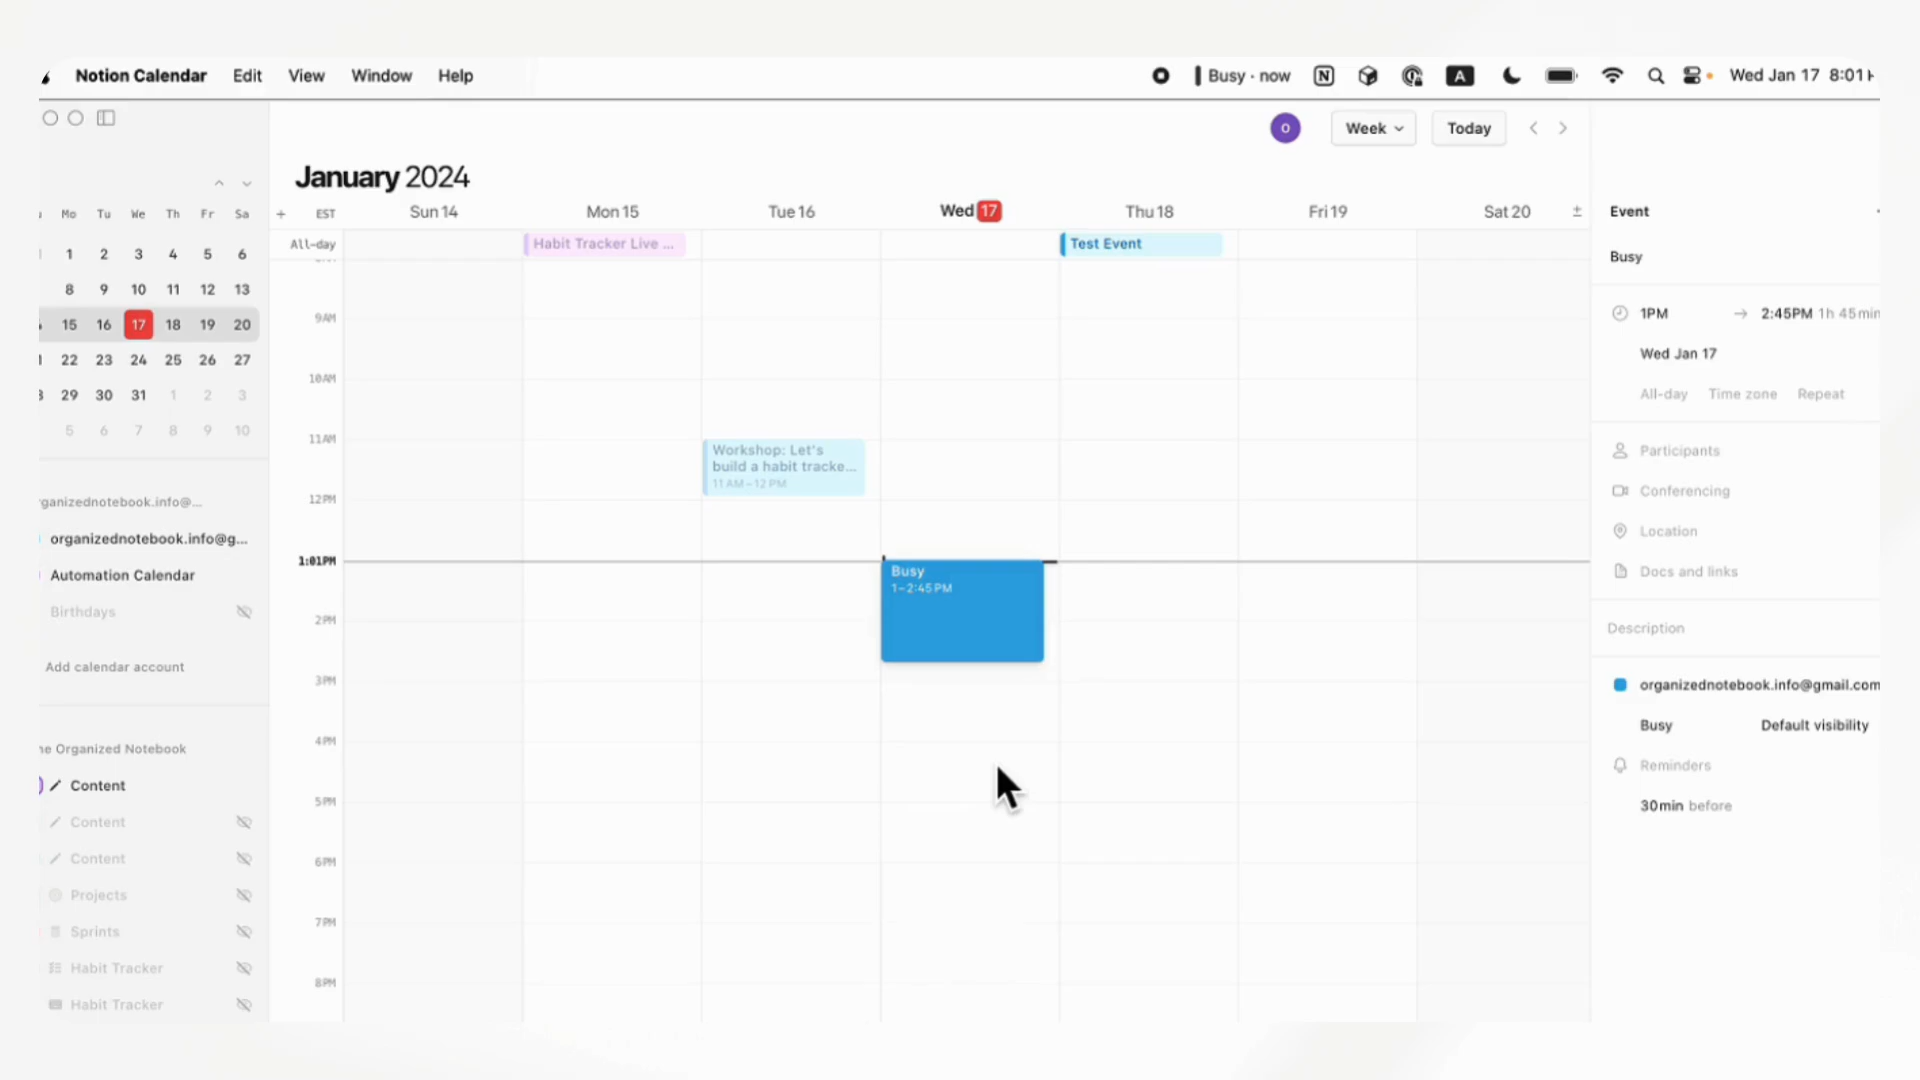 Notion Calendar Edit View Window Help
Busy · now
N
A
Wed Jan 17 8:01
O
Week
Today
January 2024
Mo Tu We Th Fr Sa
1 2 3 4 5 6
8 9 10 11 12 13
15 16 17 18 19 20
22 23 24 25 26 27
29 30 31 1 2 3
5 6 7 8 9 10
+ EST Sun 14 Mon 15 Tue 16 Wed 17 Thu 18 Fri 19 Sat 20
All-day
Habit Tracker Live ...
Test Event
9AM
10AM
11AM
12PM
1:01PM
2PM
3PM
4PM
5PM
6PM
7PM
8PM
Workshop: Let's
build a habit tracke...
11 AM – 12 PM
Busy
1 – 2:45 PM
rganizednotebook.info@...
organizednotebook.info@g...
Automation Calendar
Birthdays
Add calendar account
ne Organized Notebook
Content
Content
Content
Projects
Sprints
Habit Tracker
Habit Tracker
Event
Busy
1PM → 2:45PM 1h 45min
Wed Jan 17
All-day Time zone Repeat
Participants
Conferencing
Location
Docs and links
Description
organizednotebook.info@gmail.com
Busy Default visibility
Reminders
30min before